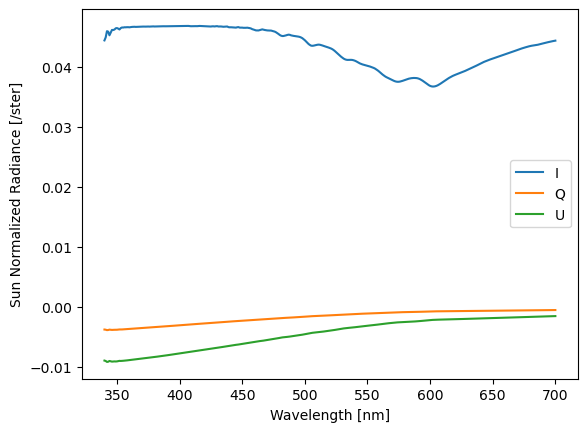 Sun Normalized Radiance [/ster]
0.04
0.03
0.02
0.01
0.00
−0.01
I
Q
U
350 400 450 500 550 600 650 700
Wavelength [nm]